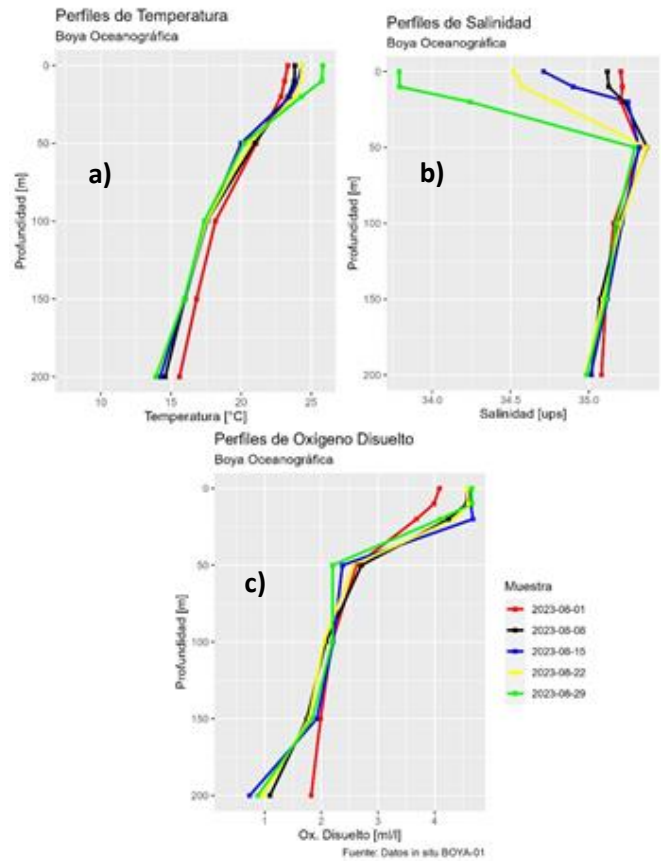 Perfiles de Temperatura
Boya Oceanográfica
0
50
100
150
200
Profundidad [m]
a)
10
15
20
25
Temperatura [°C]
Perfiles de Salinidad
Boya Oceanográfica
0
50
100
150
200
Profundidad [m]
b)
34.0
34.5
35.0
Salinidad [ups]
Perfiles de Oxígeno Disuelto
Boya Oceanográfica
0
50
100
150
200
Profundidad [m]
c)
1
2
3
4
Ox. Disuelto [ml/l]
Muestra
2023-08-01
2023-08-08
2023-08-15
2023-08-22
2023-08-29
Fuente: Datos in situ BOYA-01